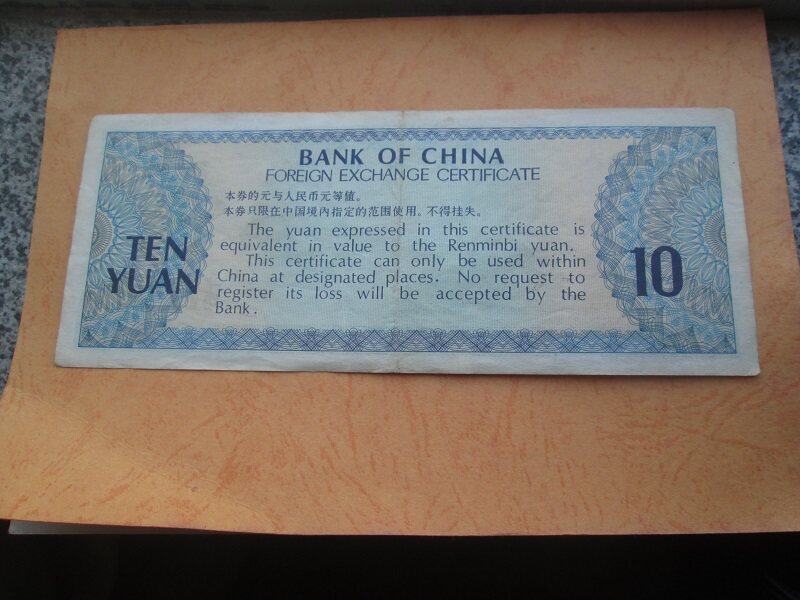 BANK OF CHINA
FOREIGN EXCHANGE CERTIFICATE
本券的元与人民币元等值。
本券只限在中国境内指定的范围使用。不得挂失。
The yuan expressed in this certificate is
equivalent in value to the Renminbi yuan.
This certificate can only be used within
China at designated places. No request to
register its loss will be accepted by the
Bank.
TEN
YUAN
10